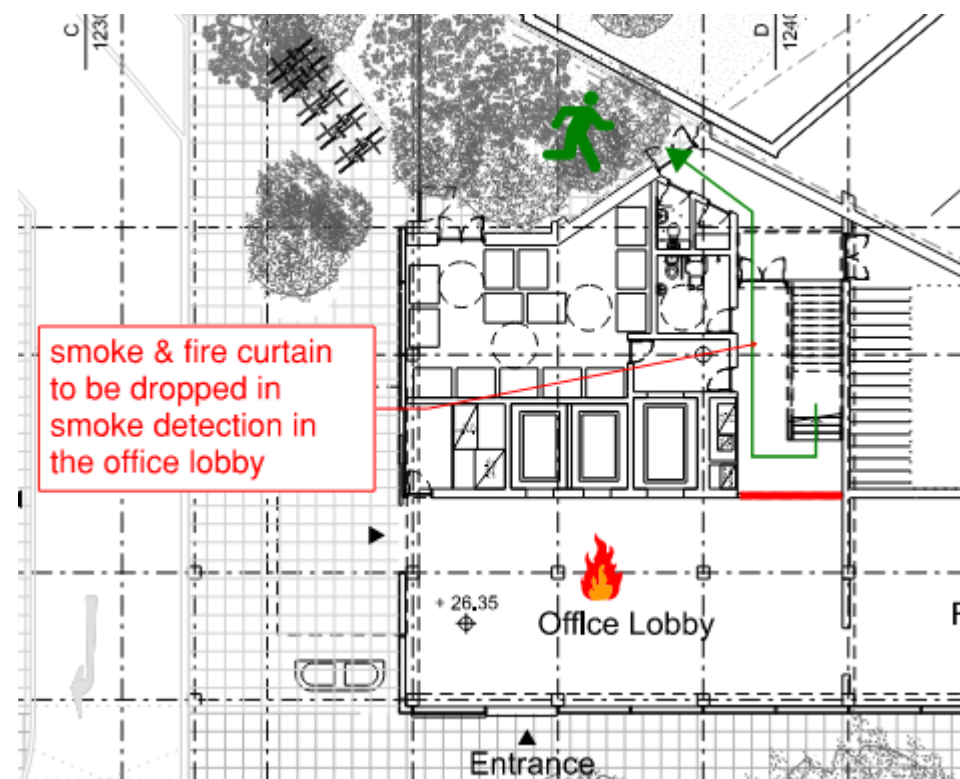 C
1230
D
1240
smoke & fire curtain
to be dropped in
smoke detection in
the office lobby
+ 26.35
Office Lobby
Entrance